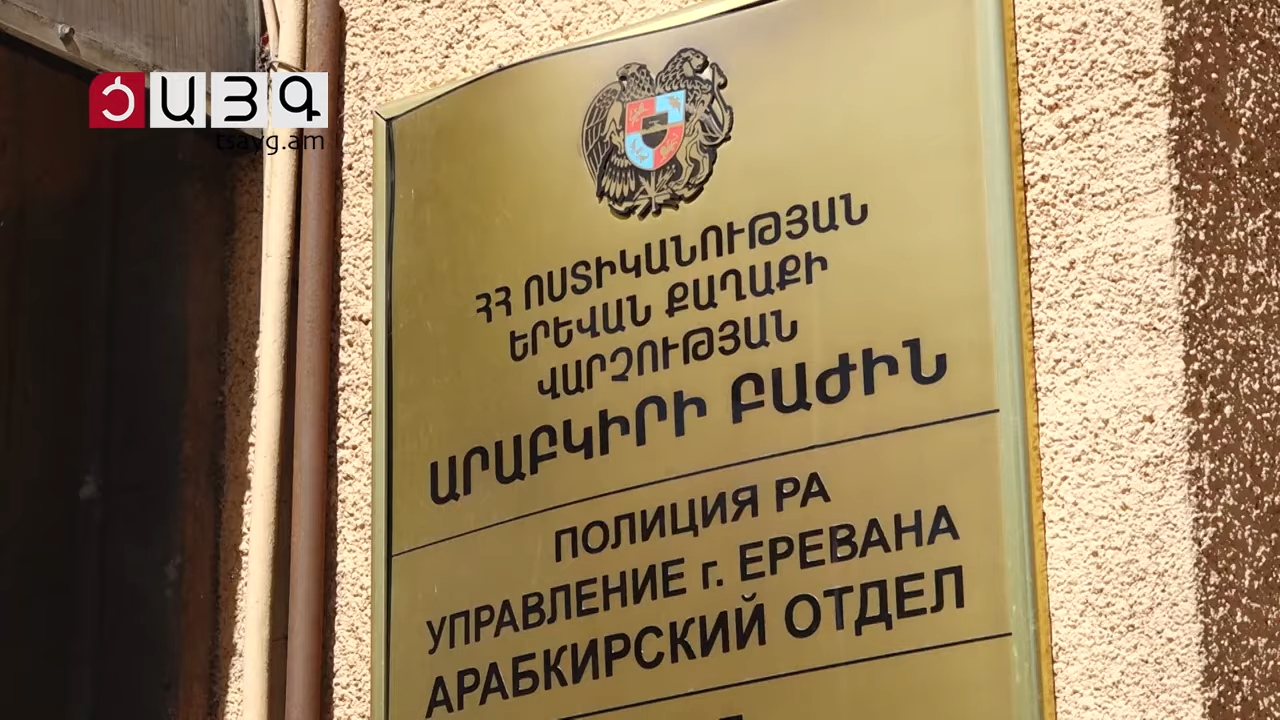 ԾԱՅԳ
tsayg.am
ՀՀ ՈՍՏԻԿԱՆՈՒԹՅԱՆ
ԵՐԵՎԱՆ ՔԱՂԱՔԻ
ՎԱՐՉՈՒԹՅԱՆ
ԱՐԱԲԿԻՐԻ ԲԱԺԻՆ
ПОЛИЦИЯ РА
УПРАВЛЕНИЕ г. ЕРЕВАНА
АРАБКИРСКИЙ ОТДЕЛ